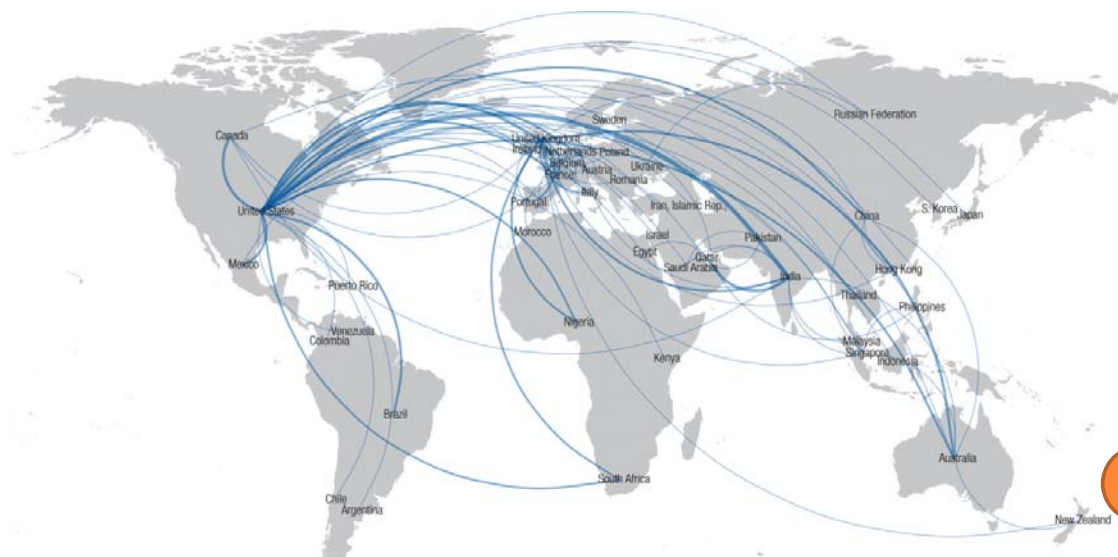 Sweden
Russian Federation
Canada
United Kingdom
Ireland
Netherlands
Poland
Belgium
Ukraine
Austria
France
Romania
Italy
Portugal
Iran, Islamic Rep.
United States
China
S. Korea
Japan
Morocco
Israel
Pakistan
Egypt
Qatar
Saudi Arabia
Mexico
India
Hong Kong
Puerto Rico
Thailand
Philippines
Nigeria
Venezuela
Colombia
Malaysia
Singapore
Indonesia
Kenya
Brazil
Australia
South Africa
Chile
Argentina
New Zealand